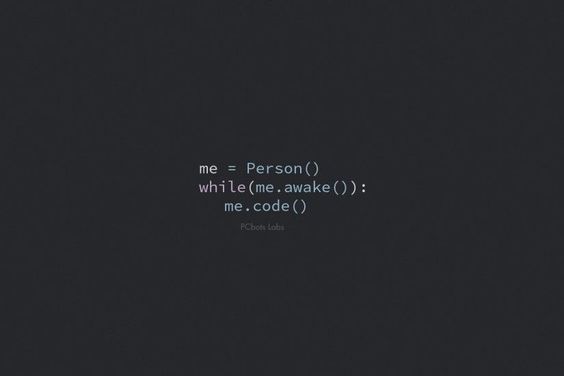 me = Person()
while(me.awake()):
me.code()
PCbots Labs